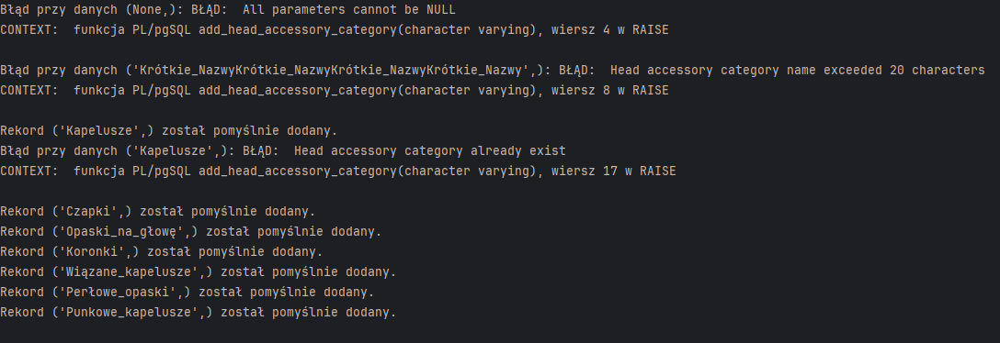 Błąd przy danych (None,): BŁĄD:  All parameters cannot be NULL
CONTEXT:  funkcja PL/pgSQL add_head_accessory_category(character varying), wiersz 4 w RAISE
Błąd przy danych ('Krótkie_NazwyKrótkie_NazwyKrótkie_NazwyKrótkie_Nazwy',): BŁĄD:  Head accessory category name exceeded 20 characters
CONTEXT:  funkcja PL/pgSQL add_head_accessory_category(character varying), wiersz 8 w RAISE
Rekord ('Kapelusze',) został pomyślnie dodany.
Błąd przy danych ('Kapelusze',): BŁĄD:  Head accessory category already exist
CONTEXT:  funkcja PL/pgSQL add_head_accessory_category(character varying), wiersz 17 w RAISE
Rekord ('Czapki',) został pomyślnie dodany.
Rekord ('Opaski_na_głowę',) został pomyślnie dodany.
Rekord ('Koronki',) został pomyślnie dodany.
Rekord ('Wiązane_kapelusze',) został pomyślnie dodany.
Rekord ('Perłowe_opaski',) został pomyślnie dodany.
Rekord ('Punkowe_kapelusze',) został pomyślnie dodany.